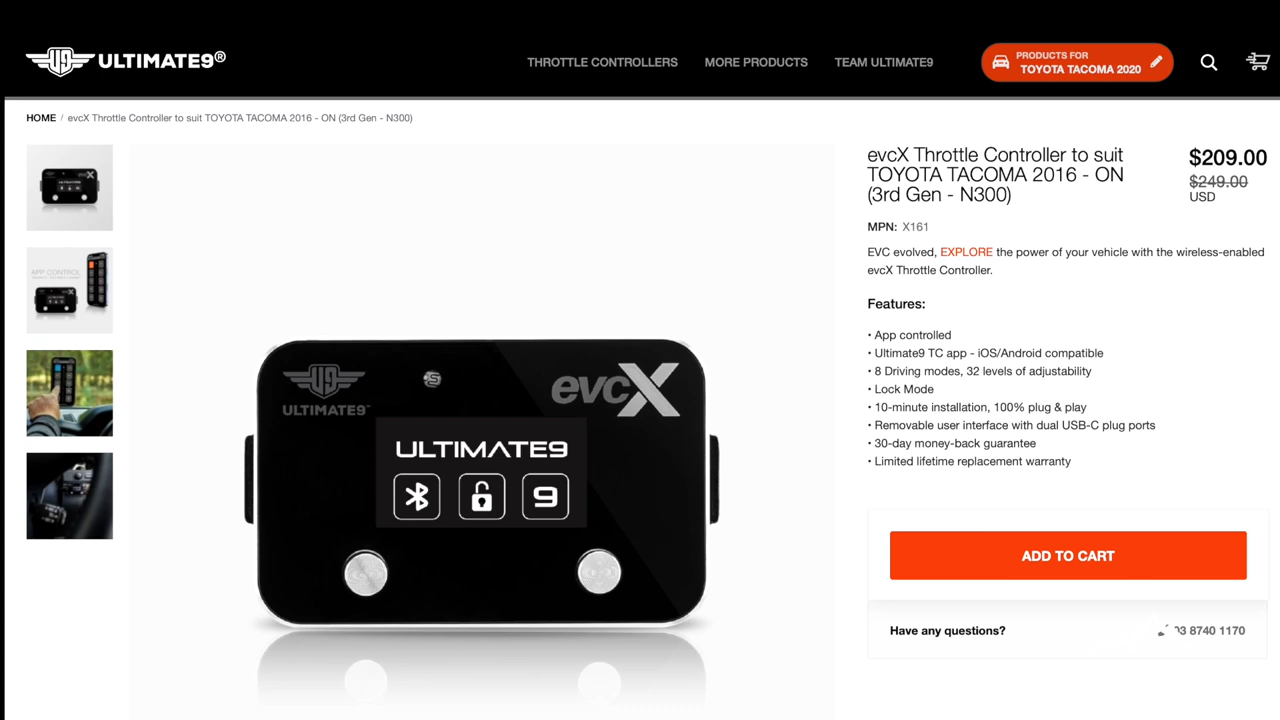 U9 ULTIMATE9®
THROTTLE CONTROLLERS
MORE PRODUCTS
TEAM ULTIMATE9
PRODUCTS FOR
TOYOTA TACOMA 2020
HOME / evcX Throttle Controller to suit TOYOTA TACOMA 2016 - ON (3rd Gen - N300)
APP CONTROL
U9
ULTIMATE9™
evcX
ULTIMATE9
9
evcX Throttle Controller to suit
TOYOTA TACOMA 2016 - ON
(3rd Gen - N300)
$209.00
$249.00
USD
MPN: X161
EVC evolved, EXPLORE the power of your vehicle with the wireless-enabled
evcX Throttle Controller.
Features:
• App controlled
• Ultimate9 TC app - iOS/Android compatible
• 8 Driving modes, 32 levels of adjustability
• Lock Mode
• 10-minute installation, 100% plug & play
• Removable user interface with dual USB-C plug ports
• 30-day money-back guarantee
• Limited lifetime replacement warranty
ADD TO CART
Have any questions?
03 8740 1170